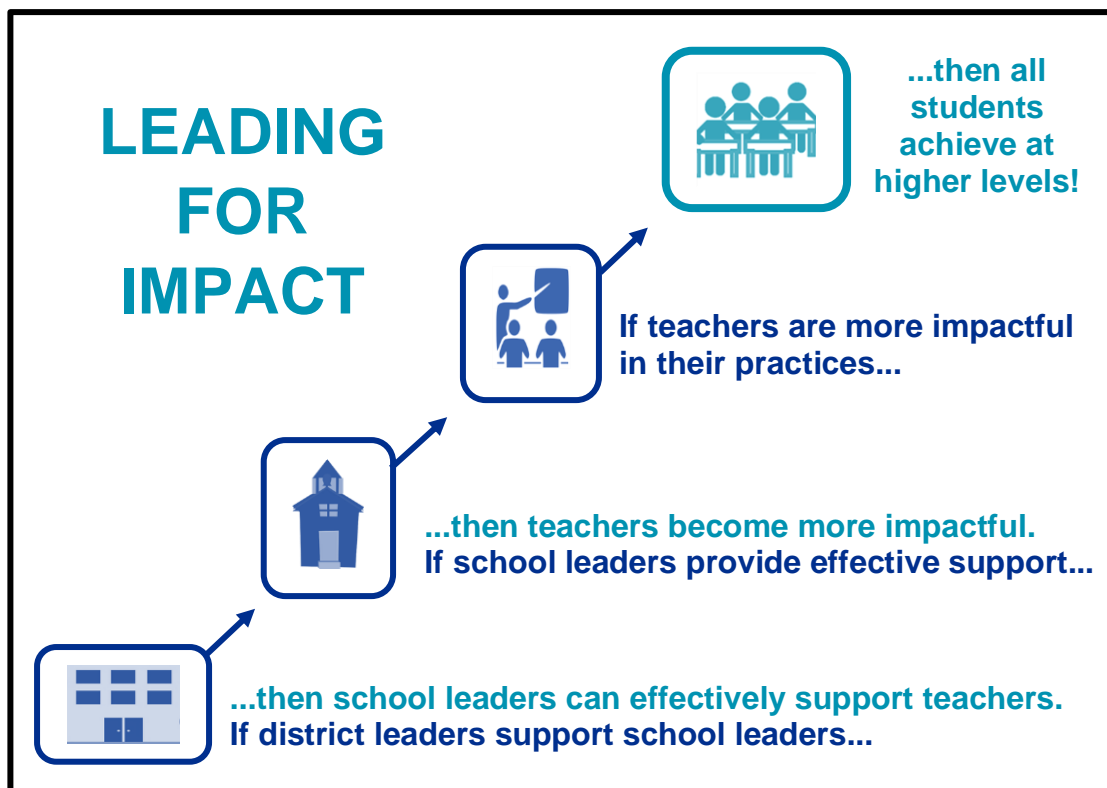 LEADING
FOR
IMPACT
...then all
students
achieve at
higher levels!
If teachers are more impactful
in their practices...
...then teachers become more impactful.
If school leaders provide effective support...
...then school leaders can effectively support teachers.
If district leaders support school leaders...